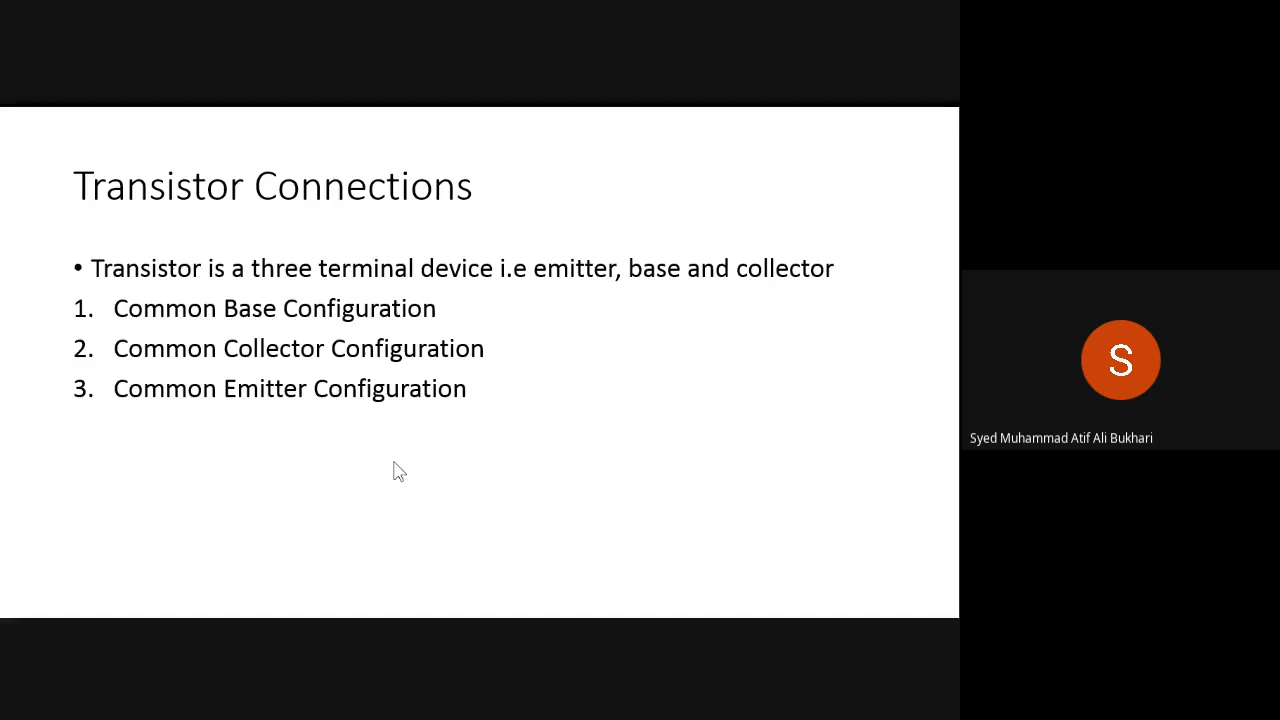 Transistor Connections
• Transistor is a three terminal device i.e emitter, base and collector
1. Common Base Configuration
2. Common Collector Configuration
3. Common Emitter Configuration
S
Syed Muhammad Atif Ali Bukhari